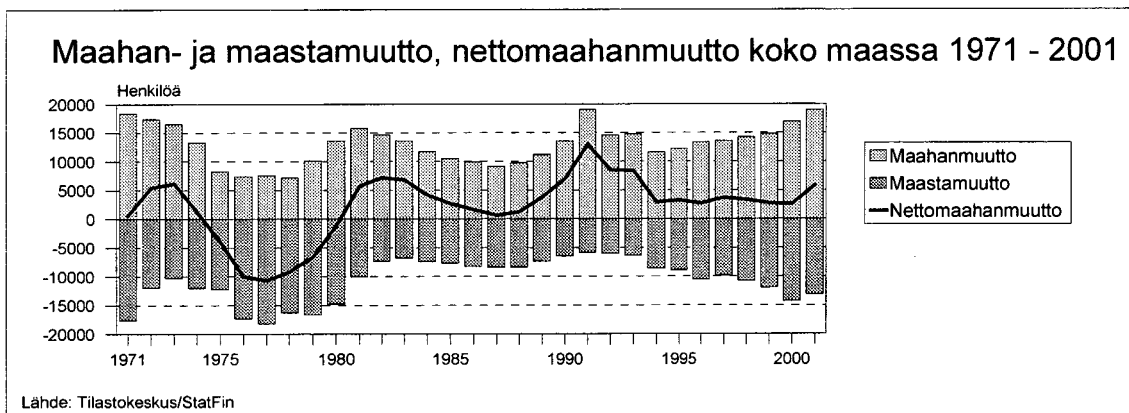 Maahan- ja maastamuutto, nettomaahanmuutto koko maassa 1971 - 2001
Henkilöä
20000
15000
10000
5000
0
-5000
-10000
-15000
-20000
1971
1975
1980
1985
1990
1995
2000
Maahanmuutto
Maastamuutto
Nettomaahanmuutto
Lähde: Tilastokeskus/StatFin